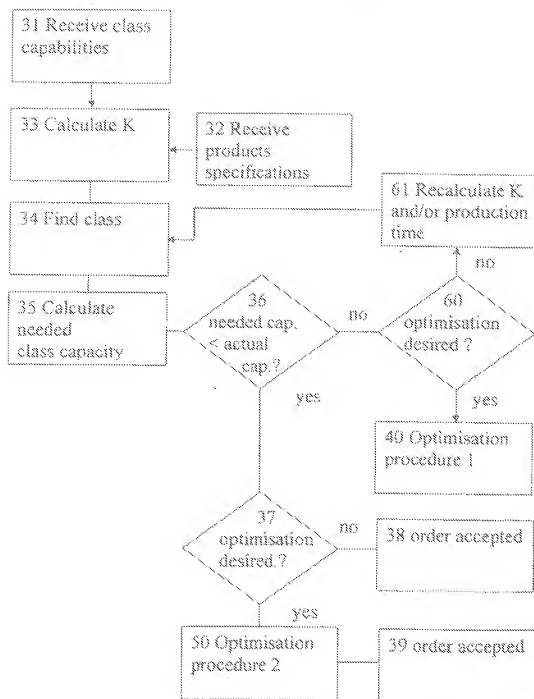 31 Receive class
capabilities
33 Calculate K
32 Receive
products
specifications
61 Recalculate K
and/or production
time
34 Find class
no
35 Calculate
needed
class capacity
36
needed cap.
< actual
cap.?
no
60
optimisation
desired ?
yes
yes
40 Optimisation
procedure 1
37
optimisation
desired.?
no
38 order accepted
yes
50 Optimisation
procedure 2
39 order accepted